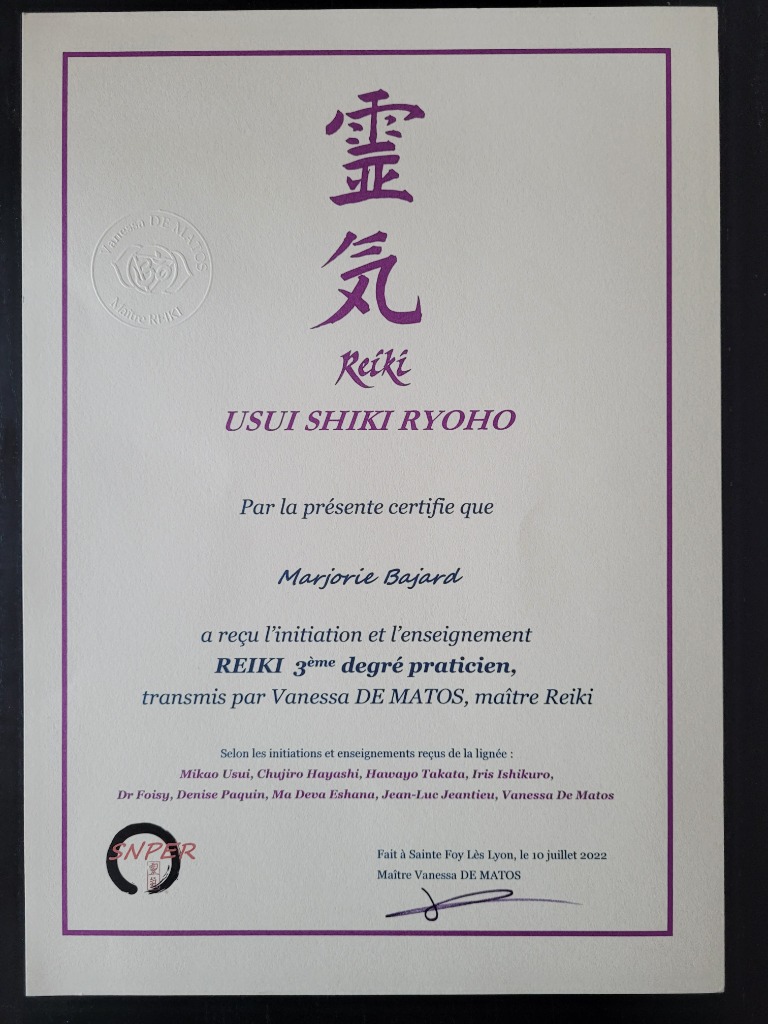 霊
気
Reiki
USUI SHIKI RYOHO
Vanessa DE MATOS
Maître REIKI
Par la présente certifie que
Marjorie Bajard
a reçu l'initiation et l'enseignement
REIKI 3ème degré praticien,
transmis par Vanessa DE MATOS, maître Reiki
Selon les initiations et enseignements reçus de la lignée :
Mikao Usui, Chujiro Hayashi, Hawayo Takata, Iris Ishikuro,
Dr Foisy, Denise Paquin, Ma Deva Eshana, Jean-Luc Jeantieu, Vanessa De Matos
SNPER
Fait à Sainte Foy Lès Lyon, le 10 juillet 2022
Maître Vanessa DE MATOS